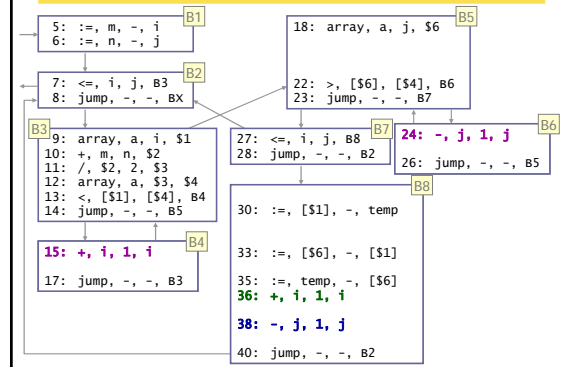 B1
5: :=, m, -, i
6: :=, n, -, j
B2
7: <=, i, j, B3
8: jump, -, -, BX
B3
9: array, a, i, $1
10: +, m, n, $2
11: /, $2, 2, $3
12: array, a, $3, $4
13: <, [$1], [$4], B4
14: jump, -, -, B5
B4
15: +, i, 1, i
17: jump, -, -, B3
B5
18: array, a, j, $6
22: >, [$6], [$4], B6
23: jump, -, -, B7
B6
24: -, j, 1, j
26: jump, -, -, B5
B7
27: <=, i, j, B8
28: jump, -, -, B2
B8
30: :=, [$1], -, temp
33: :=, [$6], -, [$1]
35: :=, temp, -, [$6]
36: +, i, 1, i
38: -, j, 1, j
40: jump, -, -, B2